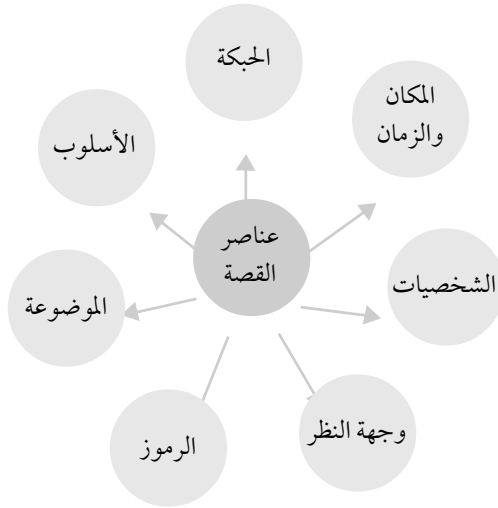 الحبكة
المكان
والزمان
الأسلوب
عناصر
القصة
الشخصيات
الموضوعة
وجهة النظر
الرموز